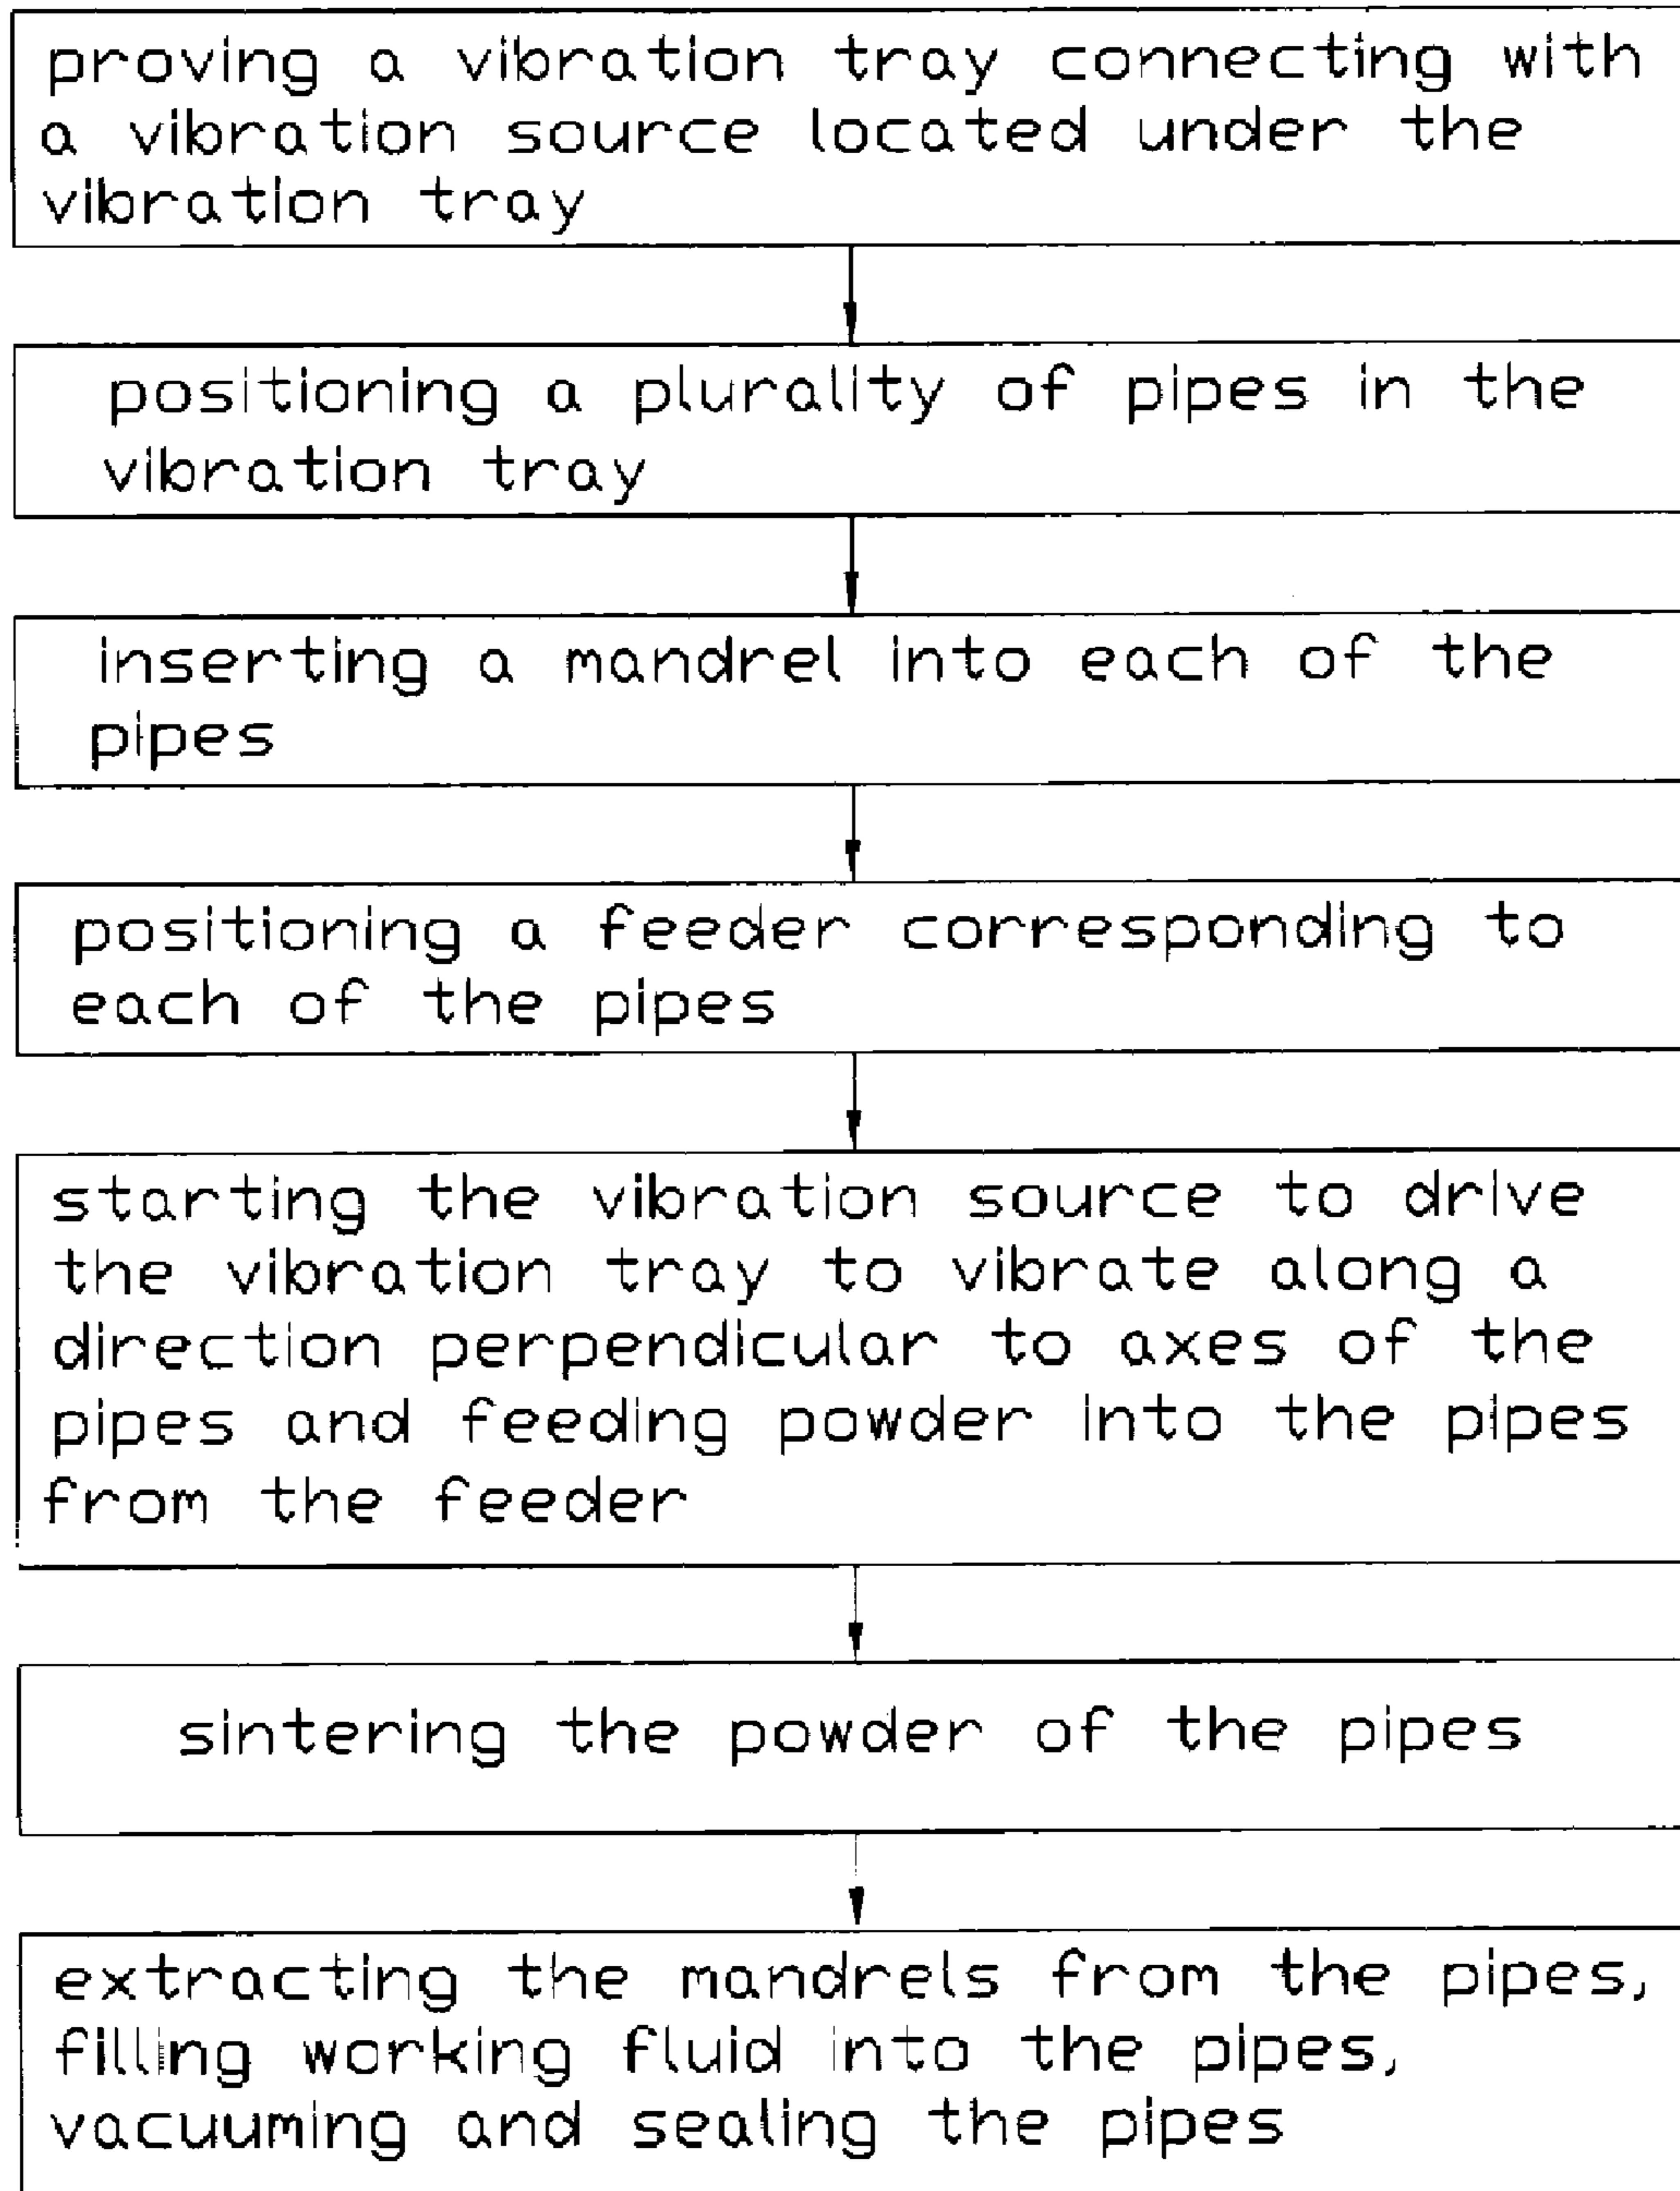 proving a vibration tray connecting with
a vibration source located under the
vibration tray
positioning a plurality of pipes in the
vibration tray
inserting a mandrel into each of the
pipes
positioning a feeder corresponding to
each of the pipes
starting the vibration source to drive
the vibration tray to vibrate along a
direction perpendicular to axes of the
pipes and feeding powder into the pipes
from the feeder
sintering the powder of the pipes
extracting the mandrels from the pipes,
filling working fluid into the pipes,
vacuuming and sealing the pipes